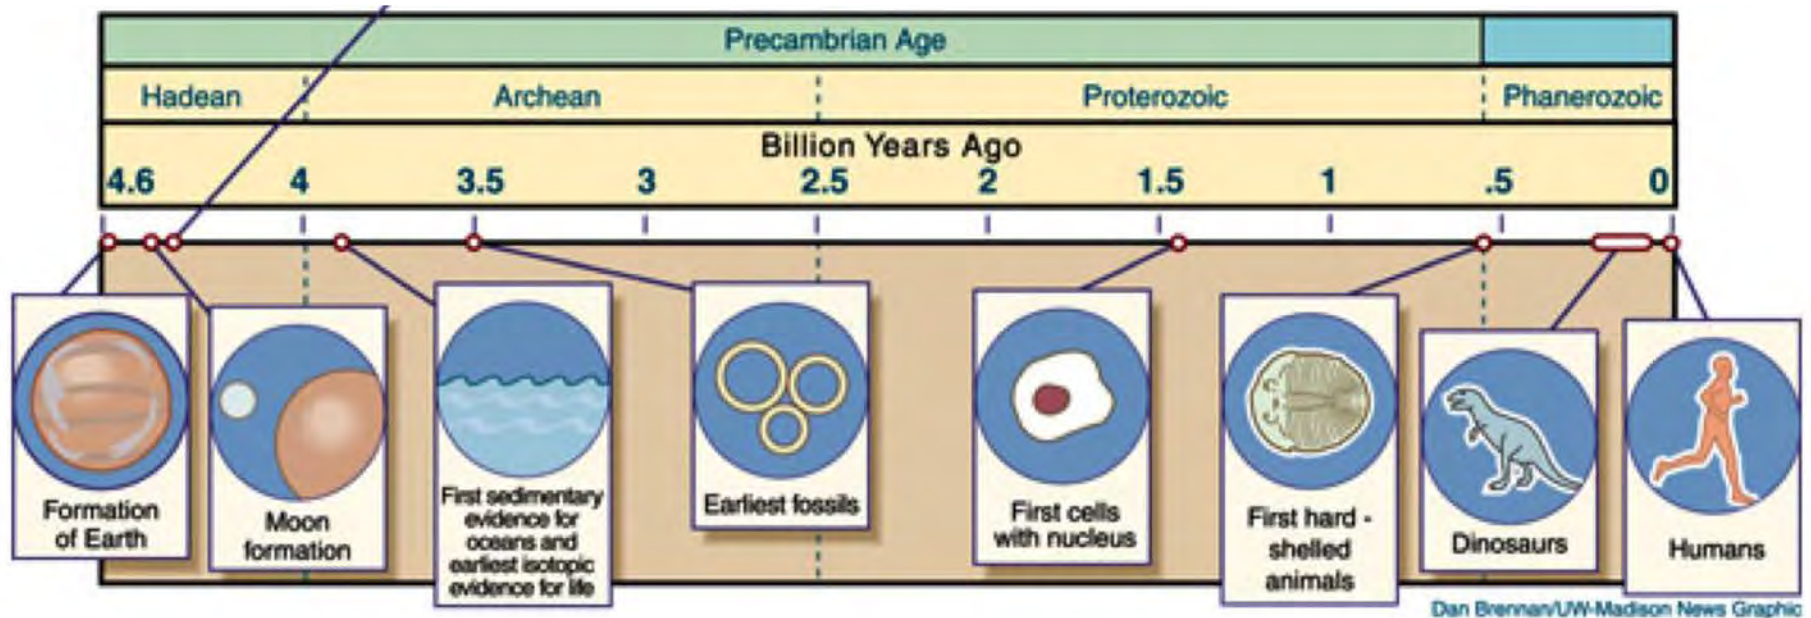 Precambrian Age
Hadean Archean Proterozoic Phanerozoic
Billion Years Ago
4.6 4 3.5 3 2.5 2 1.5 1 .5 0
Formation
of Earth
Moon
formation
First sedimentary
evidence for
oceans and
earliest isotopic
evidence for life
Earliest fossils
First cells
with nucleus
First hard -
shelled
animals
Dinosaurs
Humans
Dan Brennan/UW-Madison News Graphic